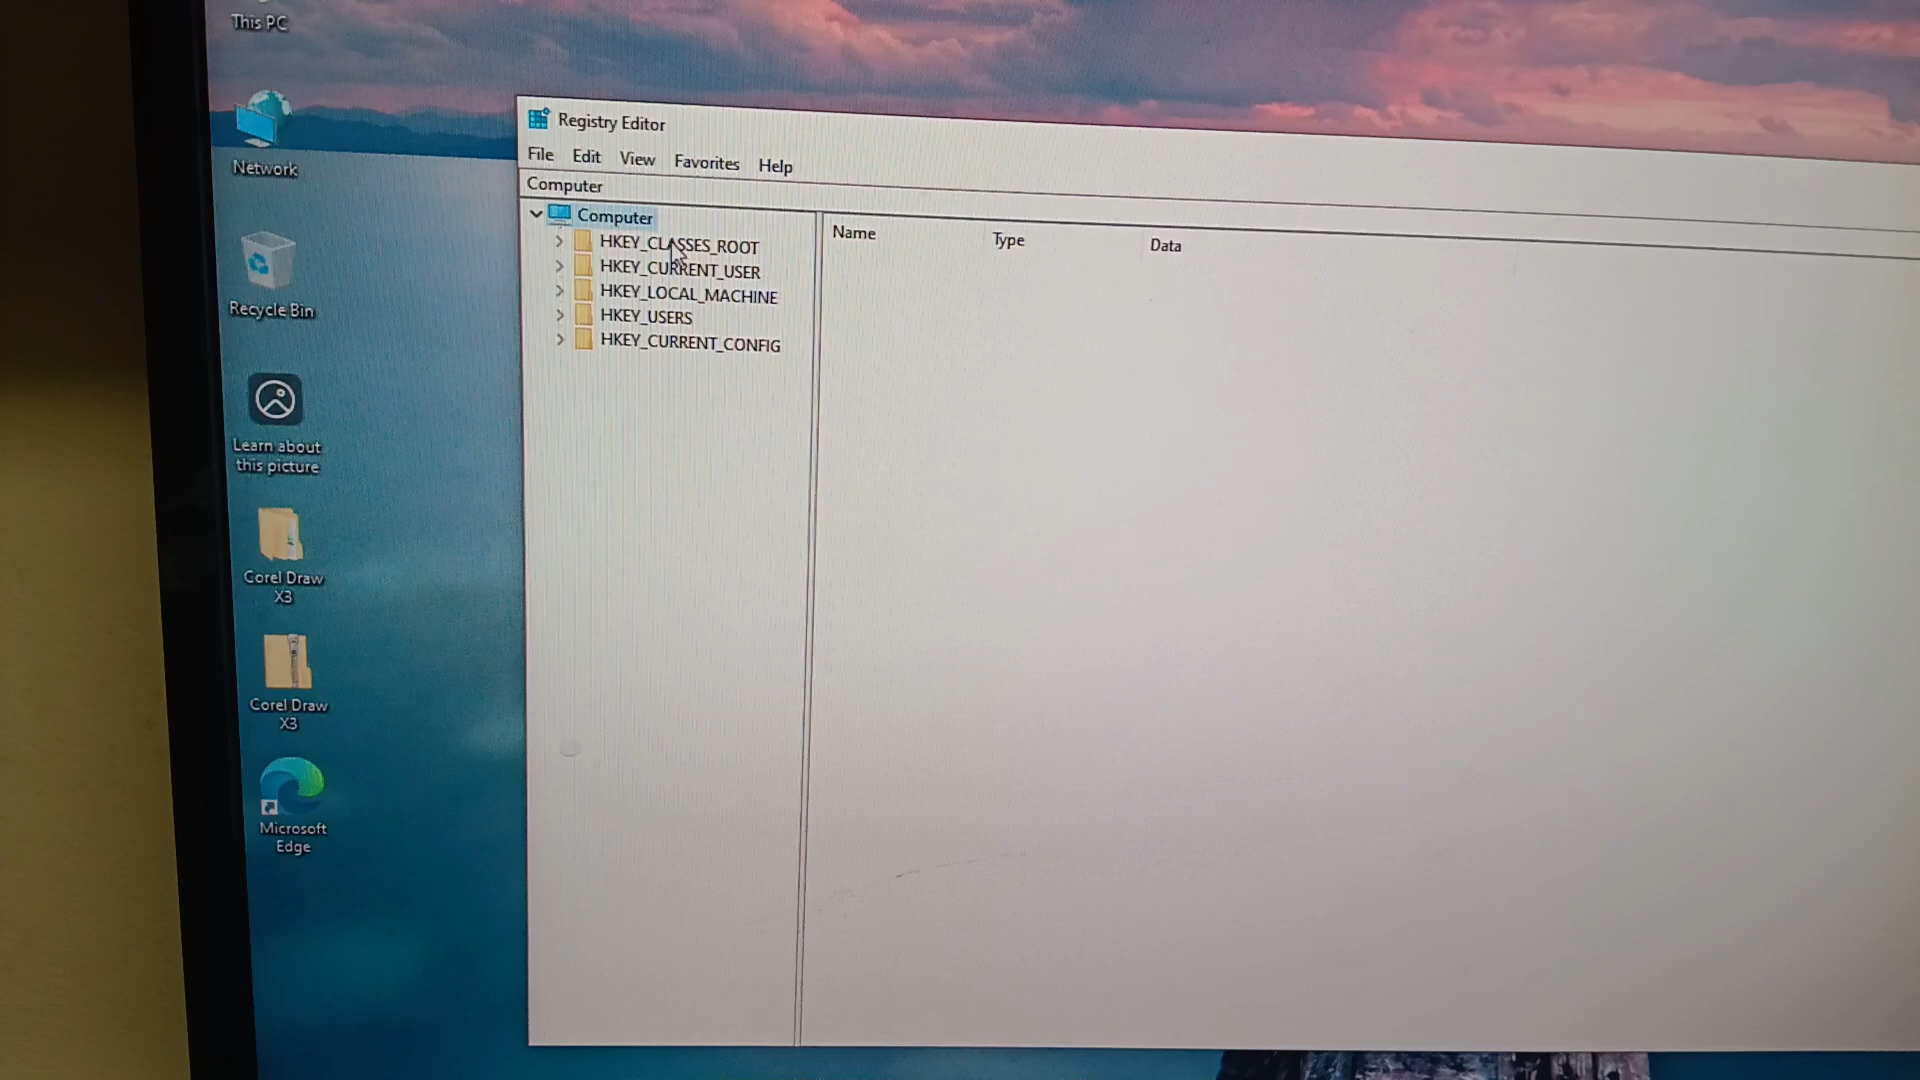 This PC
Network
Recycle Bin
Learn about
this picture
Corel Draw
X3
Corel Draw
X3
Microsoft
Edge
Registry Editor
File Edit View Favorites Help
Computer
Computer
HKEY_CLASSES_ROOT
HKEY_CURRENT_USER
HKEY_LOCAL_MACHINE
HKEY_USERS
HKEY_CURRENT_CONFIG
Name Type Data